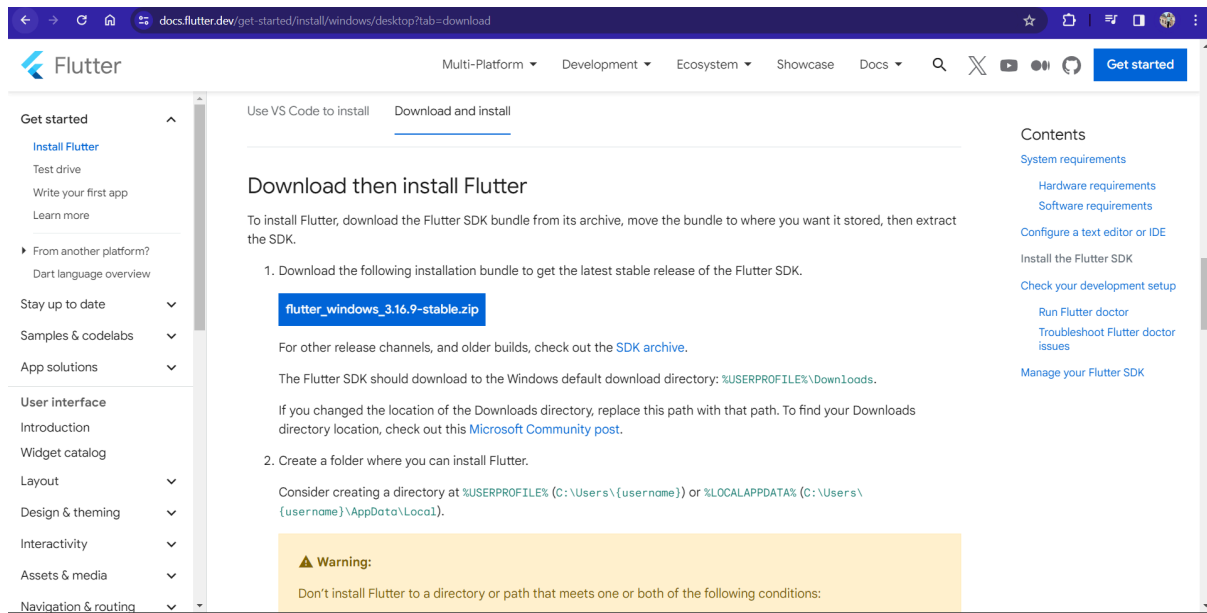 docs.flutter.dev/get-started/install/windows/desktop?tab=download
Flutter
Multi-Platform
Development
Ecosystem
Showcase
Docs
Get started
Get started
Install Flutter
Test drive
Write your first app
Learn more
From another platform?
Dart language overview
Stay up to date
Samples & codelabs
App solutions
User interface
Introduction
Widget catalog
Layout
Design & theming
Interactivity
Assets & media
Navigation & routing
Use VS Code to install
Download and install
Download then install Flutter
To install Flutter, download the Flutter SDK bundle from its archive, move the bundle to where you want it stored, then extract
the SDK.
1. Download the following installation bundle to get the latest stable release of the Flutter SDK.
flutter_windows_3.16.9-stable.zip
For other release channels, and older builds, check out the SDK archive.
The Flutter SDK should download to the Windows default download directory: %USERPROFILE%\Downloads.
If you changed the location of the Downloads directory, replace this path with that path. To find your Downloads
directory location, check out this Microsoft Community post.
2. Create a folder where you can install Flutter.
Consider creating a directory at %USERPROFILE% (C:\Users\{username}) or %LOCALAPPDATA% (C:\Users\
{username}\AppData\Local).
Warning:
Don't install Flutter to a directory or path that meets one or both of the following conditions:
Contents
System requirements
Hardware requirements
Software requirements
Configure a text editor or IDE
Install the Flutter SDK
Check your development setup
Run Flutter doctor
Troubleshoot Flutter doctor
issues
Manage your Flutter SDK